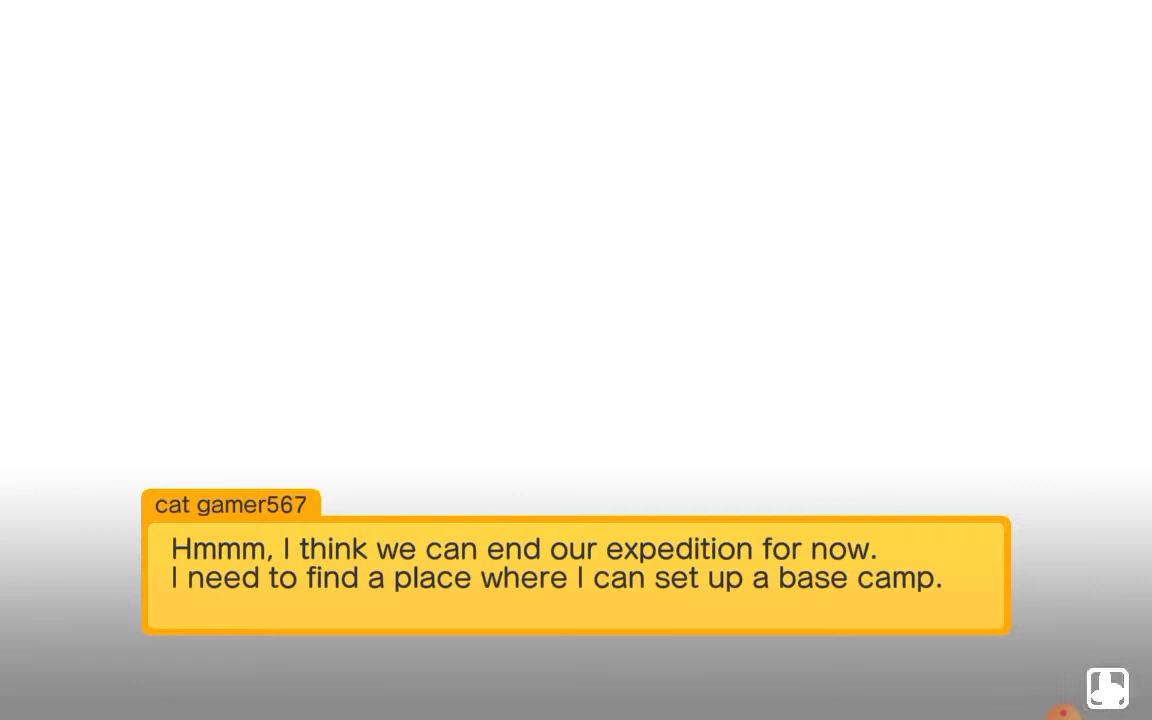 cat gamer567
Hmmm, I think we can end our expedition for now.
I need to find a place where I can set up a base camp.